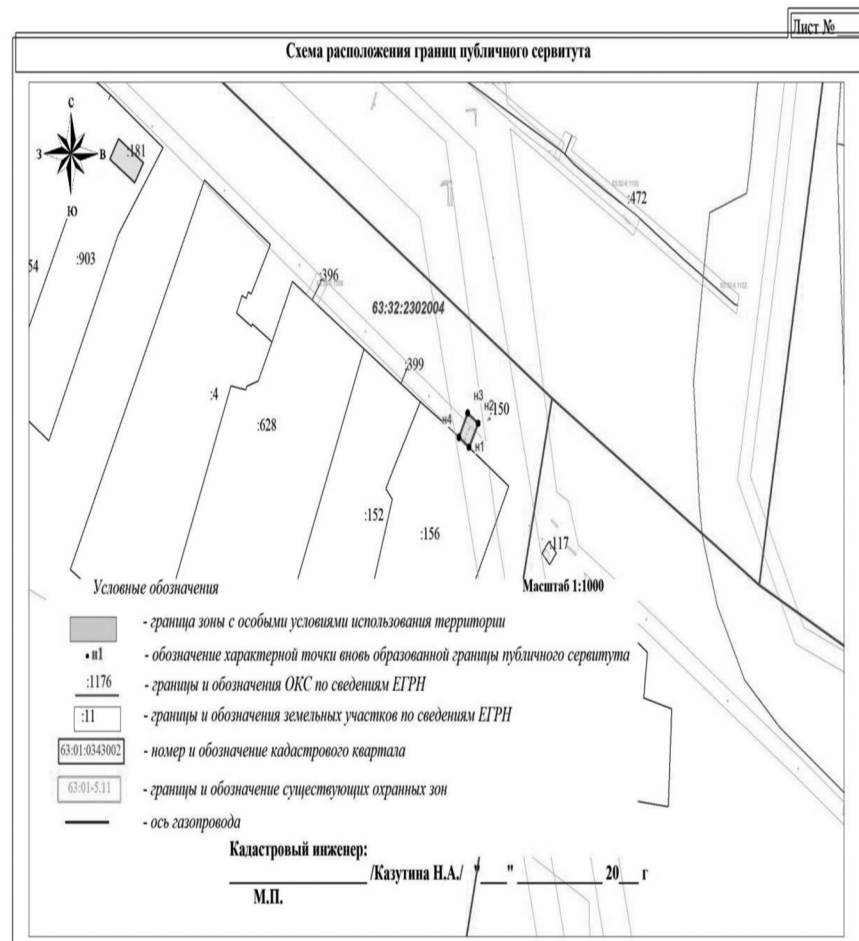 Лист № ___
Схема расположения границ публичного сервитута
С
З
В
Ю
:181
:472
54
:903
:396
63:32:2302004
:399
:4
:628
н3
н2
:150
н4
н1
:152
:156
:117
Условные обозначения
Масштаб 1:1000
- граница зоны с особыми условиями использования территории
н1 - обозначение характерной точки вновь образованной границы публичного сервитута
:1176 - границы и обозначения ОКС по сведениям ЕГРН
:11 - границы и обозначения земельных участков по сведениям ЕГРН
63:01:0343002 - номер и обозначение кадастрового квартала
63:01-5.11 - границы и обозначение существующих охранных зон
- ось газопровода
Кадастровый инженер:
_______________ /Казутина Н.А./ "___" __________ 20__ г
М.П.